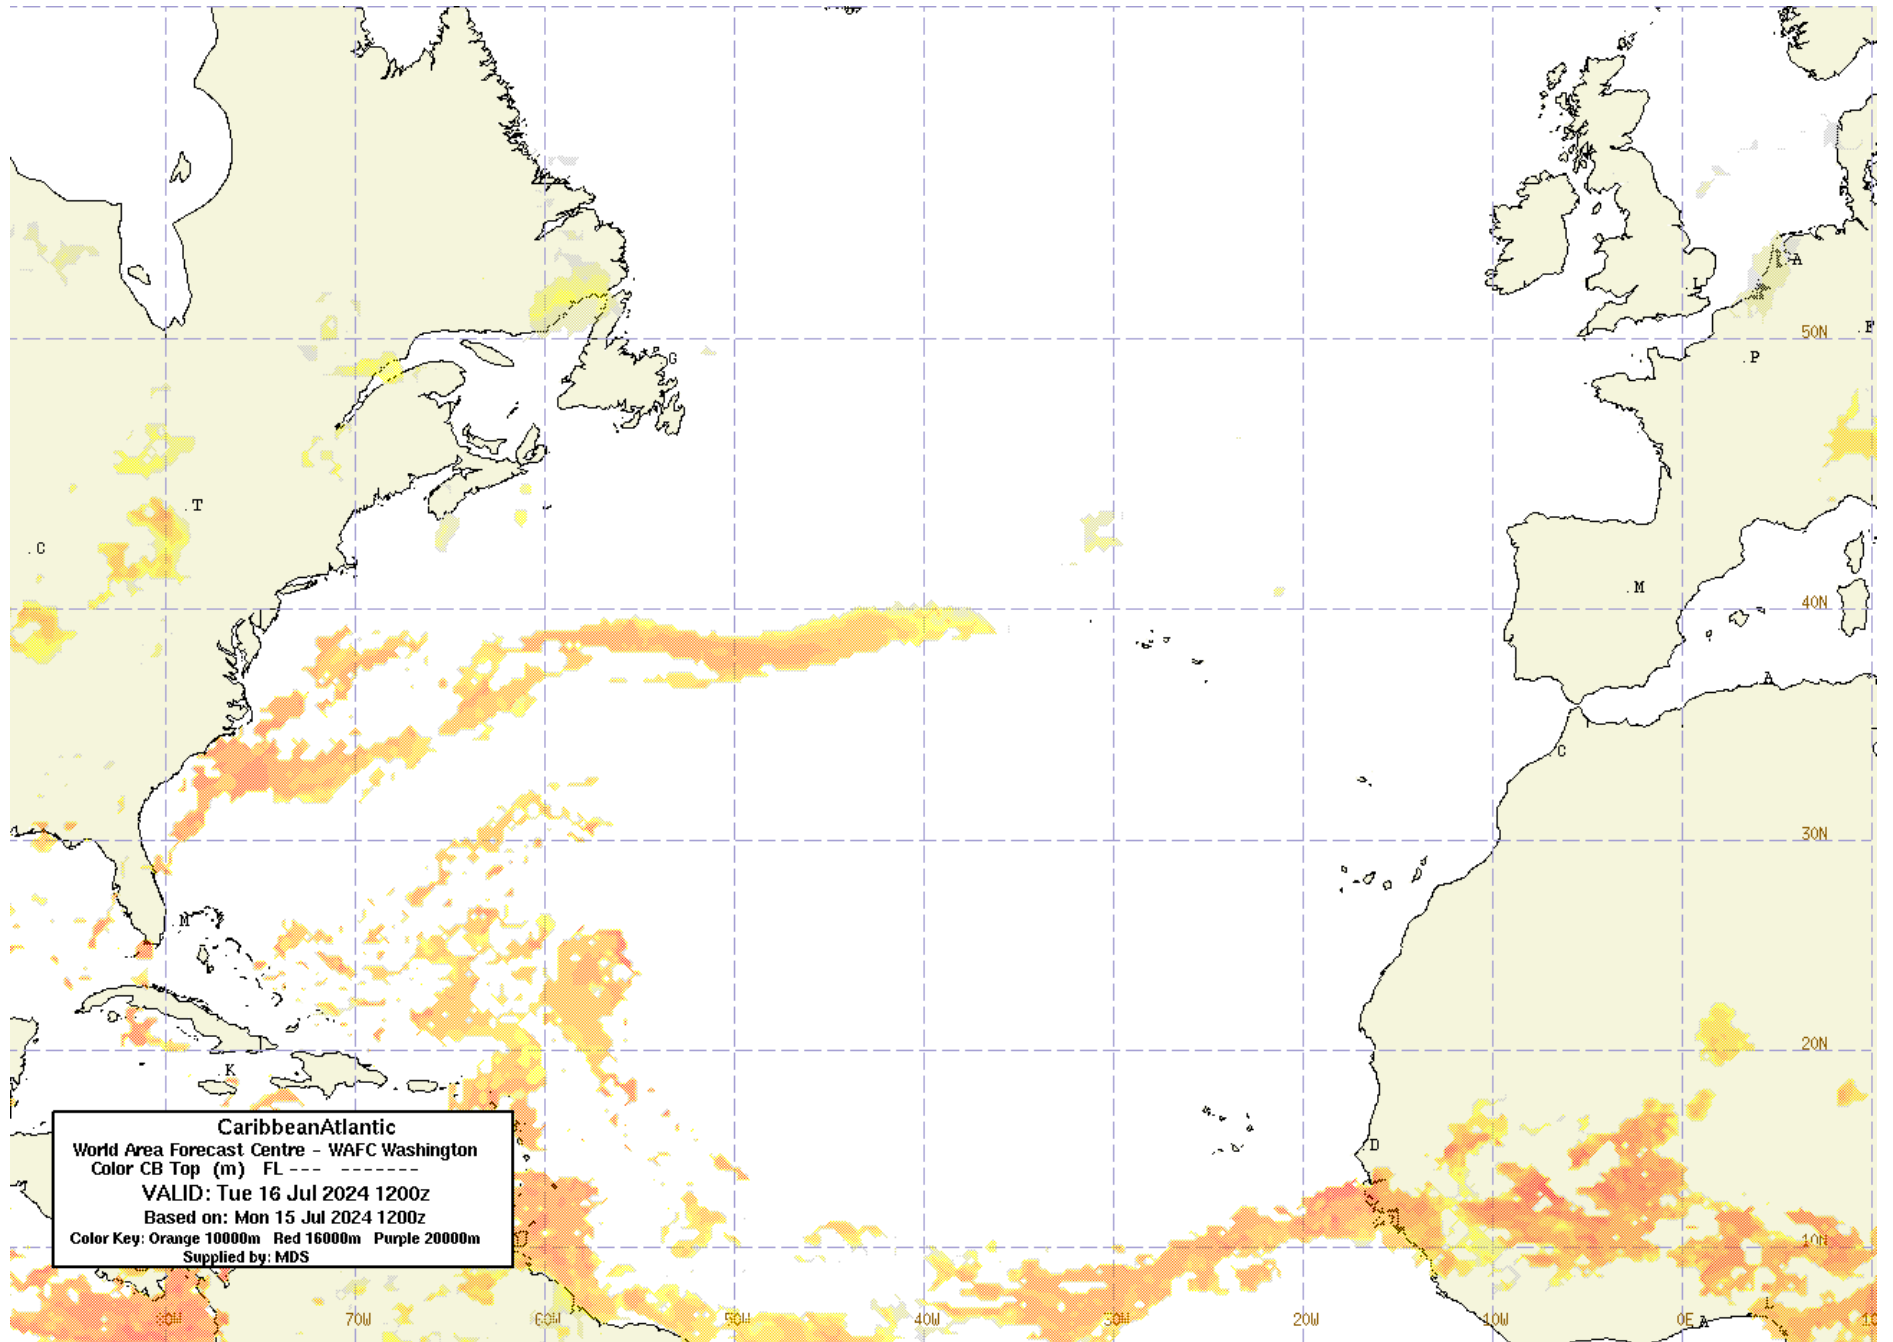 A
L
50N
F
G
P
T
C
M
40N
A
C
30N
M
20N
K
D
CaribbeanAtlantic
World Area Forecast Centre - WAFC Washington
Color CB Top (m) FL --- -------
VALID: Tue 16 Jul 2024 1200z
Based on: Mon 15 Jul 2024 1200z
Color Key: Orange 10000m Red 16000m Purple 20000m
Supplied by: MDS
10N
L
A
80W 70W 60W 50W 40W 30W 20W 10W 0E